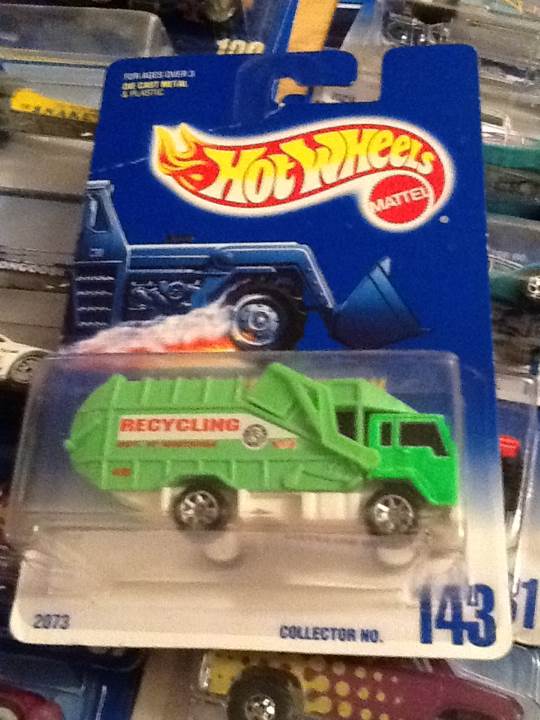 FOR AGES OVER 3
DIE CAST METAL
& PLASTIC
HOT WHEELS
MATTEL
RECYCLING
2073
COLLECTOR NO.
143